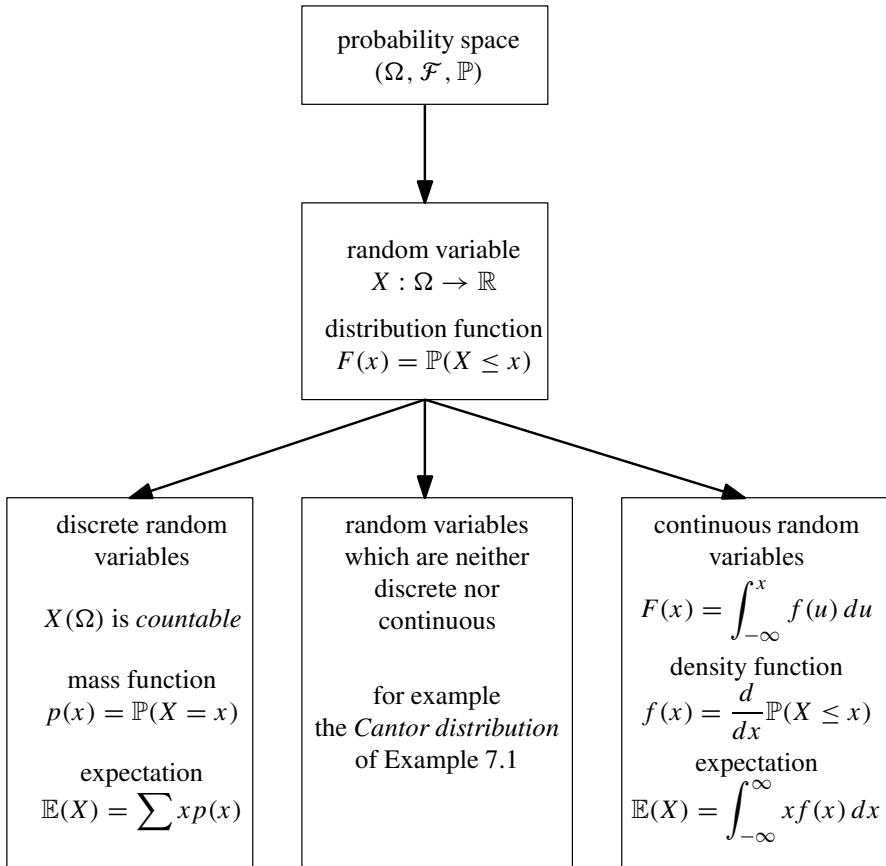 probability space
(Ω, ℱ, ℙ)
random variable
X : Ω → ℝ
distribution function
F(x) = ℙ(X ≤ x)
discrete random
variables
X(Ω) is countable
mass function
p(x) = ℙ(X = x)
expectation
𝔼(X) = ∑ xp(x)
random variables
which are neither
discrete nor
continuous
for example
the Cantor distribution
of Example 7.1
continuous random
variables
F(x) = ∫_{−∞}^{x} f(u) du
density function
f(x) = d/dx ℙ(X ≤ x)
expectation
𝔼(X) = ∫_{−∞}^{∞} xf(x) dx